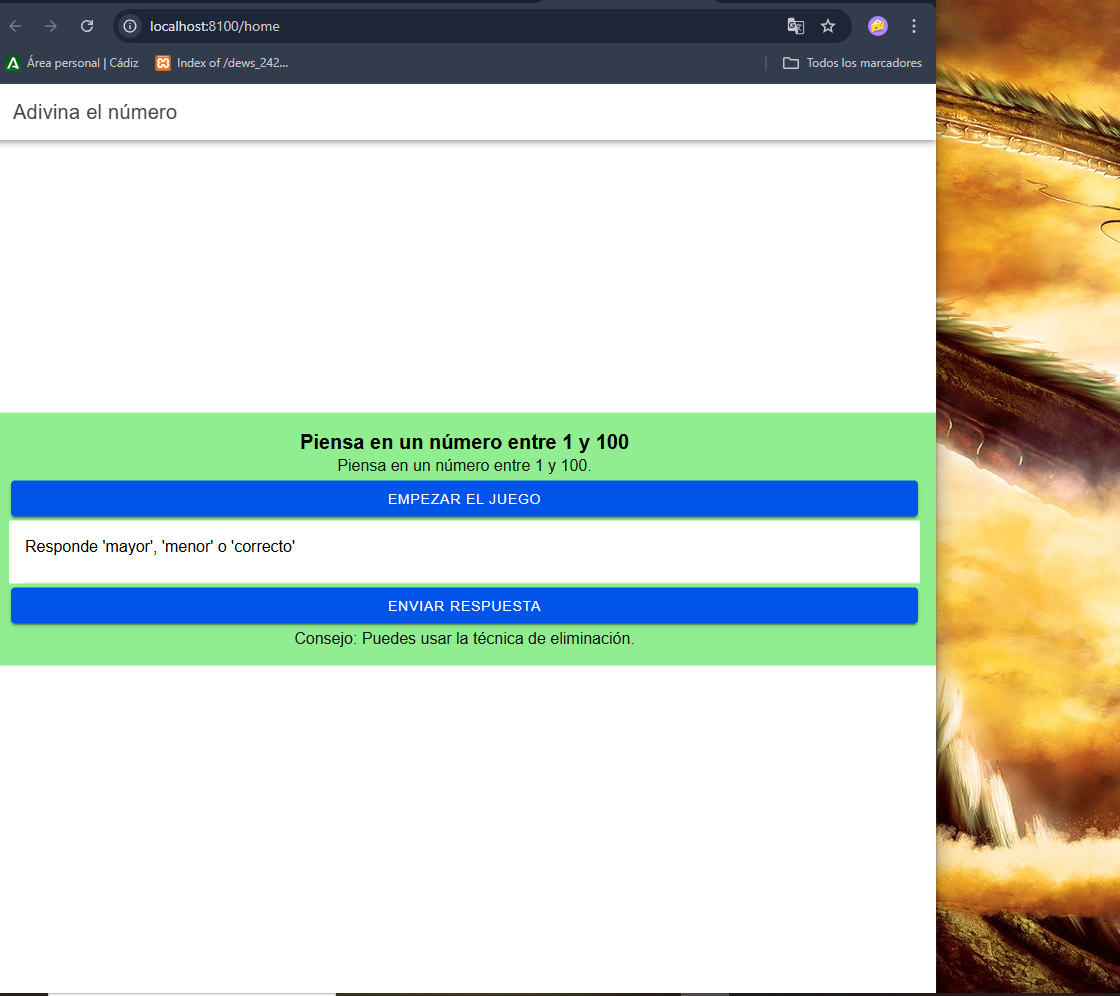 localhost:8100/home
Área personal | Cádiz
Index of /dews_242...
Todos los marcadores
Adivina el número
Piensa en un número entre 1 y 100
Piensa en un número entre 1 y 100.
EMPEZAR EL JUEGO
Responde 'mayor', 'menor' o 'correcto'
ENVIAR RESPUESTA
Consejo: Puedes usar la técnica de eliminación.